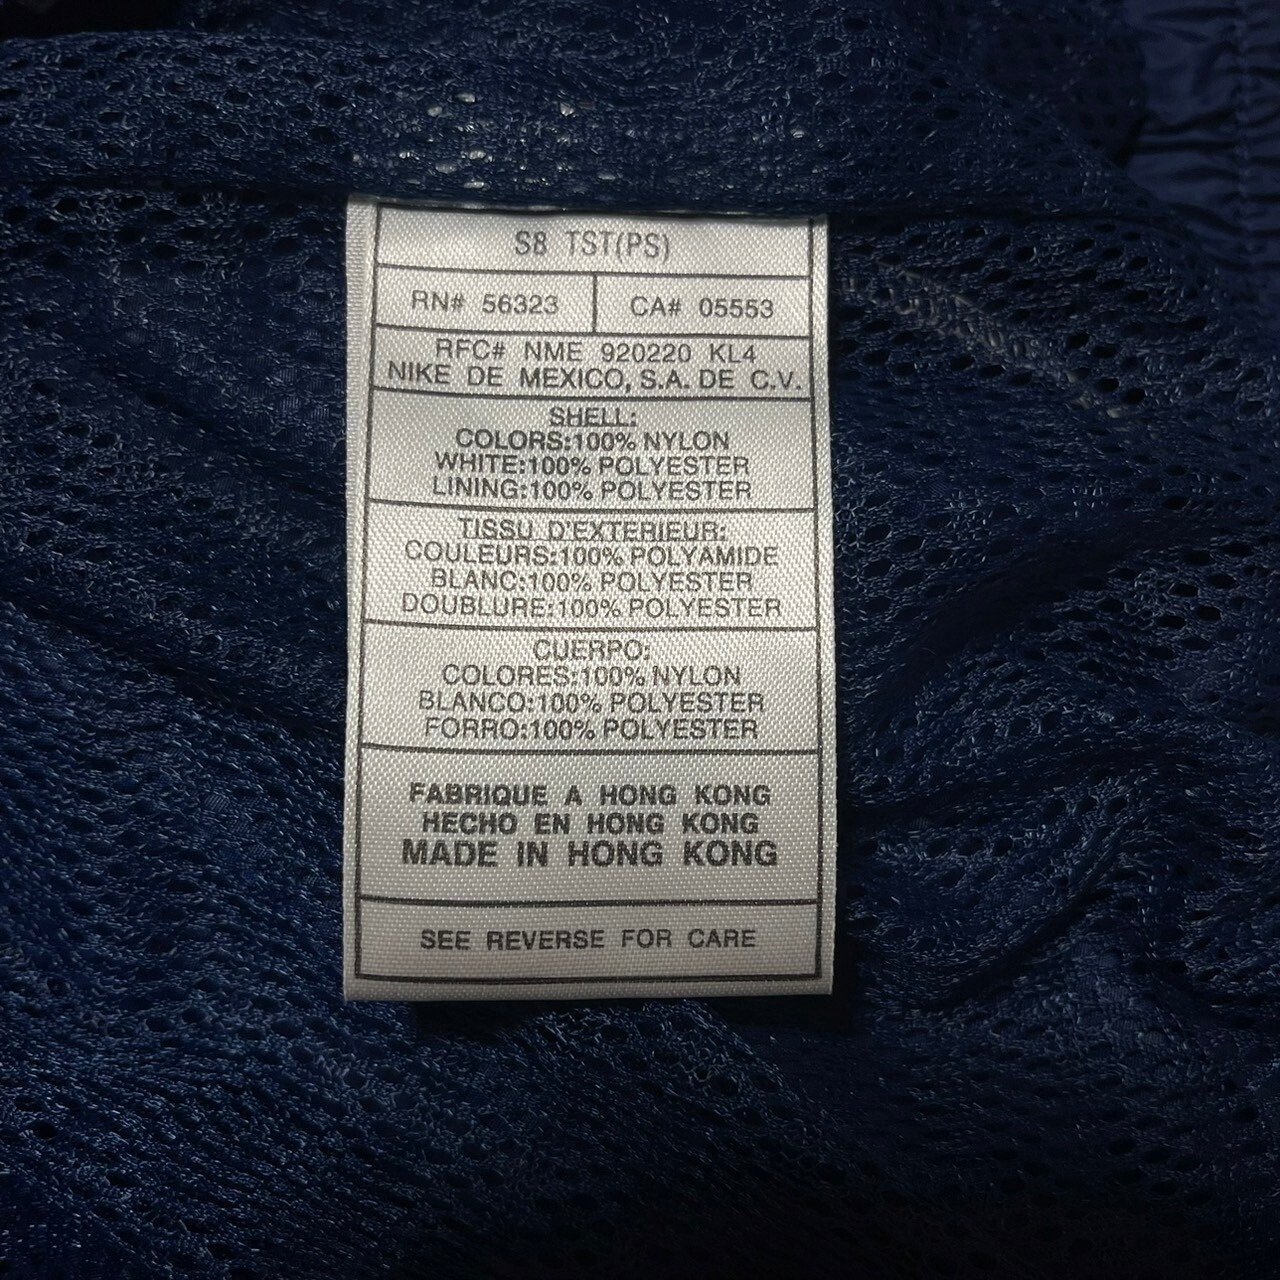 S8 TST(PS)
RN# 56323
CA# 05553
RFC# NME 920220 KL4
NIKE DE MEXICO, S.A. DE C.V.
SHELL:
COLORS:100% NYLON
WHITE:100% POLYESTER
LINING:100% POLYESTER
TISSU D'EXTERIEUR:
COULEURS:100% POLYAMIDE
BLANC:100% POLYESTER
DOUBLURE:100% POLYESTER
CUERPO:
COLORES:100% NYLON
BLANCO:100% POLYESTER
FORRO:100% POLYESTER
FABRIQUE A HONG KONG
HECHO EN HONG KONG
MADE IN HONG KONG
SEE REVERSE FOR CARE